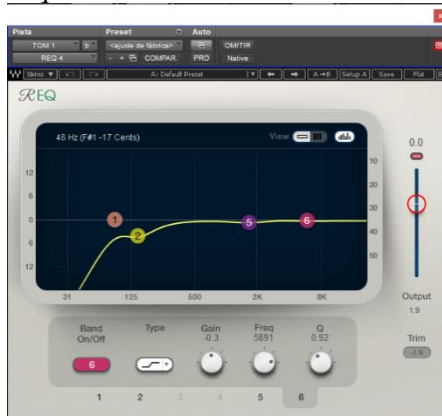 Pista Preset Auto
TOM 1 b <ajuste de fábrica> OMITIR
REQ 4 - + COMPAR. PRO Native
W Skins A: Default Preset A→B Setup A Save Flat
REQ
46 Hz (F#1 -17 Cents) View
0.0
12 10
6 20
0 1 2 5 6 30
6 40
12 50
31 125 500 2K 8K
Output
1.9
Band On/Off Type Gain Freq Q
-0.3 5891 0.92
Trim
-1.9
6
1 2 3 4 5 6